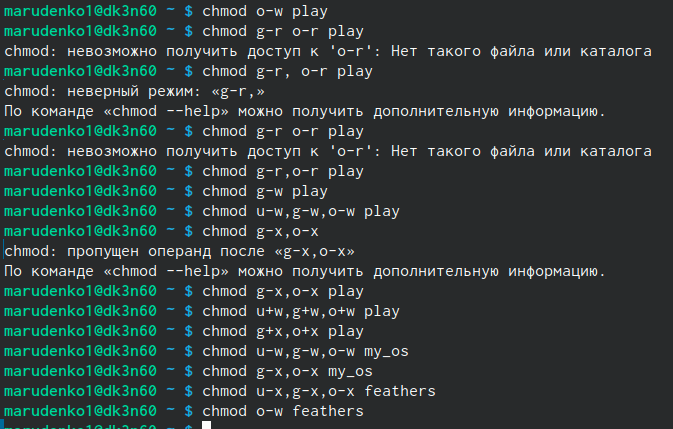 marudenko1@dk3n60 ~ $ chmod o-w play
marudenko1@dk3n60 ~ $ chmod g-r o-r play
chmod: невозможно получить доступ к 'o-r': Нет такого файла или каталога
marudenko1@dk3n60 ~ $ chmod g-r, o-r play
chmod: неверный режим: «g-r,»
По команде «chmod --help» можно получить дополнительную информацию.
marudenko1@dk3n60 ~ $ chmod g-r o-r play
chmod: невозможно получить доступ к 'o-r': Нет такого файла или каталога
marudenko1@dk3n60 ~ $ chmod g-r,o-r play
marudenko1@dk3n60 ~ $ chmod g-w play
marudenko1@dk3n60 ~ $ chmod u-w,g-w,o-w play
marudenko1@dk3n60 ~ $ chmod g-x,o-x
chmod: пропущен операнд после «g-x,o-x»
По команде «chmod --help» можно получить дополнительную информацию.
marudenko1@dk3n60 ~ $ chmod g-x,o-x play
marudenko1@dk3n60 ~ $ chmod u+w,g+w,o+w play
marudenko1@dk3n60 ~ $ chmod g+x,o+x play
marudenko1@dk3n60 ~ $ chmod u-w,g-w,o-w my_os
marudenko1@dk3n60 ~ $ chmod g-x,o-x my_os
marudenko1@dk3n60 ~ $ chmod u-x,g-x,o-x feathers
marudenko1@dk3n60 ~ $ chmod o-w feathers
marudenko1@dk3n60 ~ $